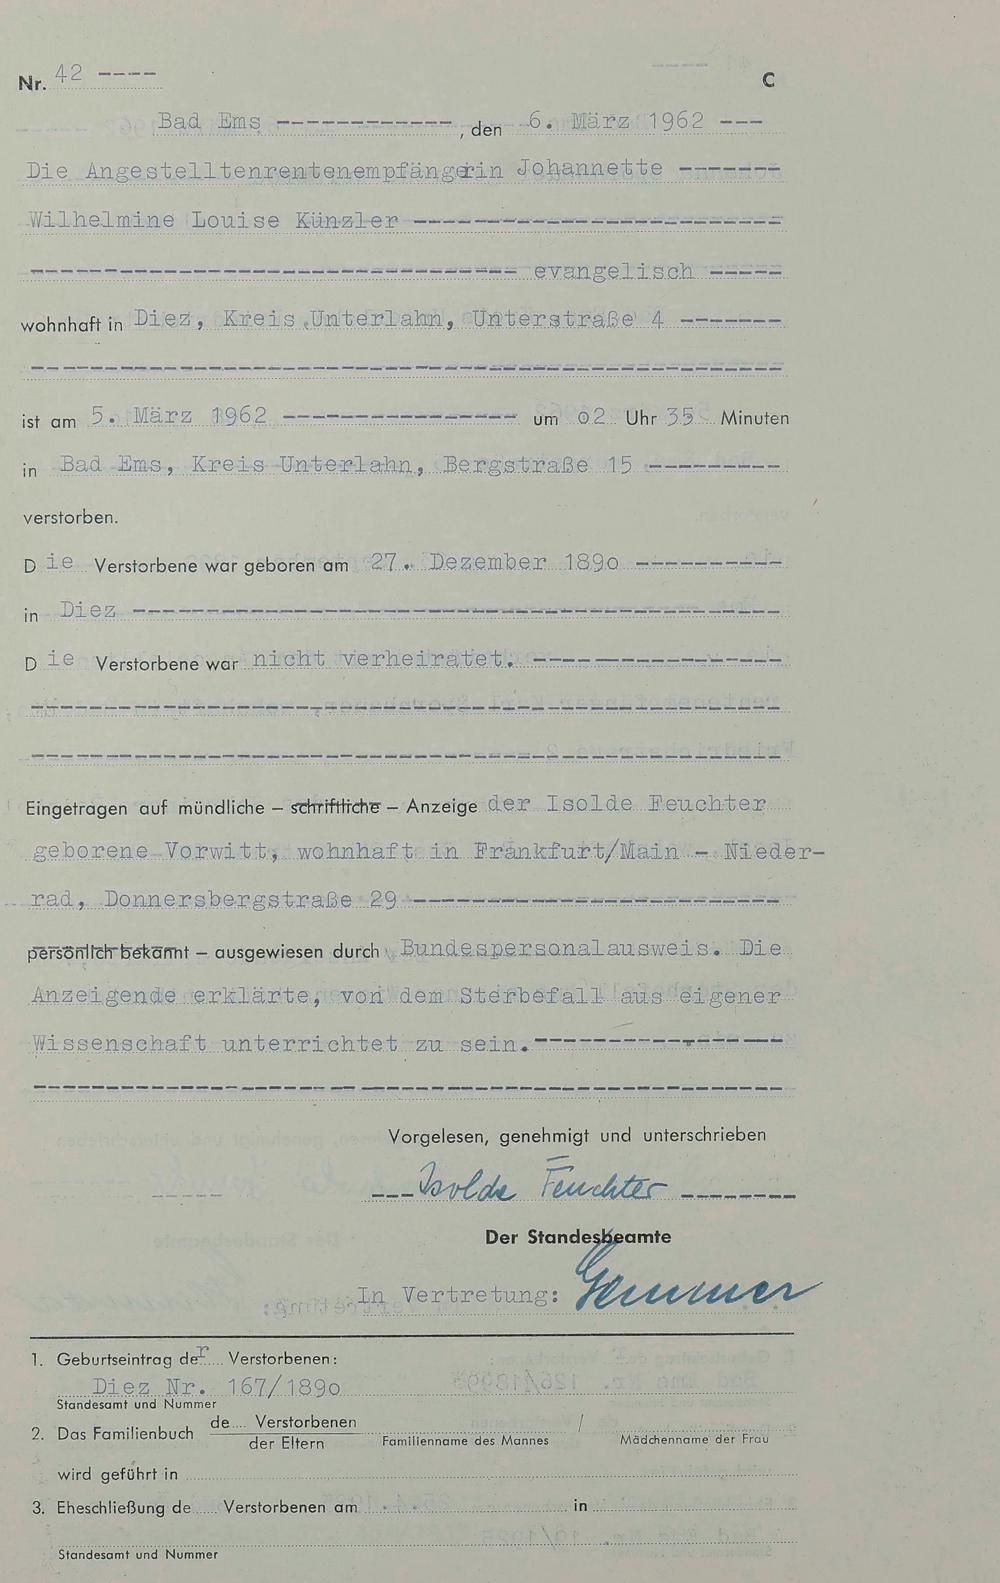 Nr. 42 ---- C
Bad Ems ------------, den 6. März 1962 ---
Die Angestelltenrentenempfängerin Johannette -------
Wilhelmine Louise Künzler -------------------------
--------------------------------- evangelisch -----
wohnhaft in Diez, Kreis Unterlahn, Unterstraße 4 -------
---------------------------------------------------
ist am 5. März 1962 ---------------- um 02 Uhr 35 Minuten
in Bad Ems, Kreis Unterlahn, Bergstraße 15 ---------
verstorben.
Die Verstorbene war geboren am 27. Dezember 1890 ----------
in Diez --------------------------------------------
Die Verstorbene war nicht verheiratet. -----------------
---------------------------------------------------
---------------------------------------------------
Eingetragen auf mündliche – schriftliche – Anzeige der Isolde Feuchter
geborene Vorwitt, wohnhaft in Frankfurt/Main - Nieder-
rad, Donnersbergstraße 29 -------------------------
persönlich bekannt – ausgewiesen durch Bundespersonalausweis. Die
Anzeigende erklärte, von dem Sterbefall aus eigener
Wissenschaft unterrichtet zu sein.-----------------
---------------------------------------------------
Vorgelesen, genehmigt und unterschrieben
---Isolde Feuchter--------
Der Standesbeamte
In Vertretung: Gemmer
1. Geburtseintrag der Verstorbenen:
Diez Nr. 167/1890
Standesamt und Nummer
2. Das Familienbuch de.... Verstorbenen /
der Eltern Familienname des Mannes Mädchenname der Frau
wird geführt in
3. Eheschließung de..... Verstorbenen am in
Standesamt und Nummer